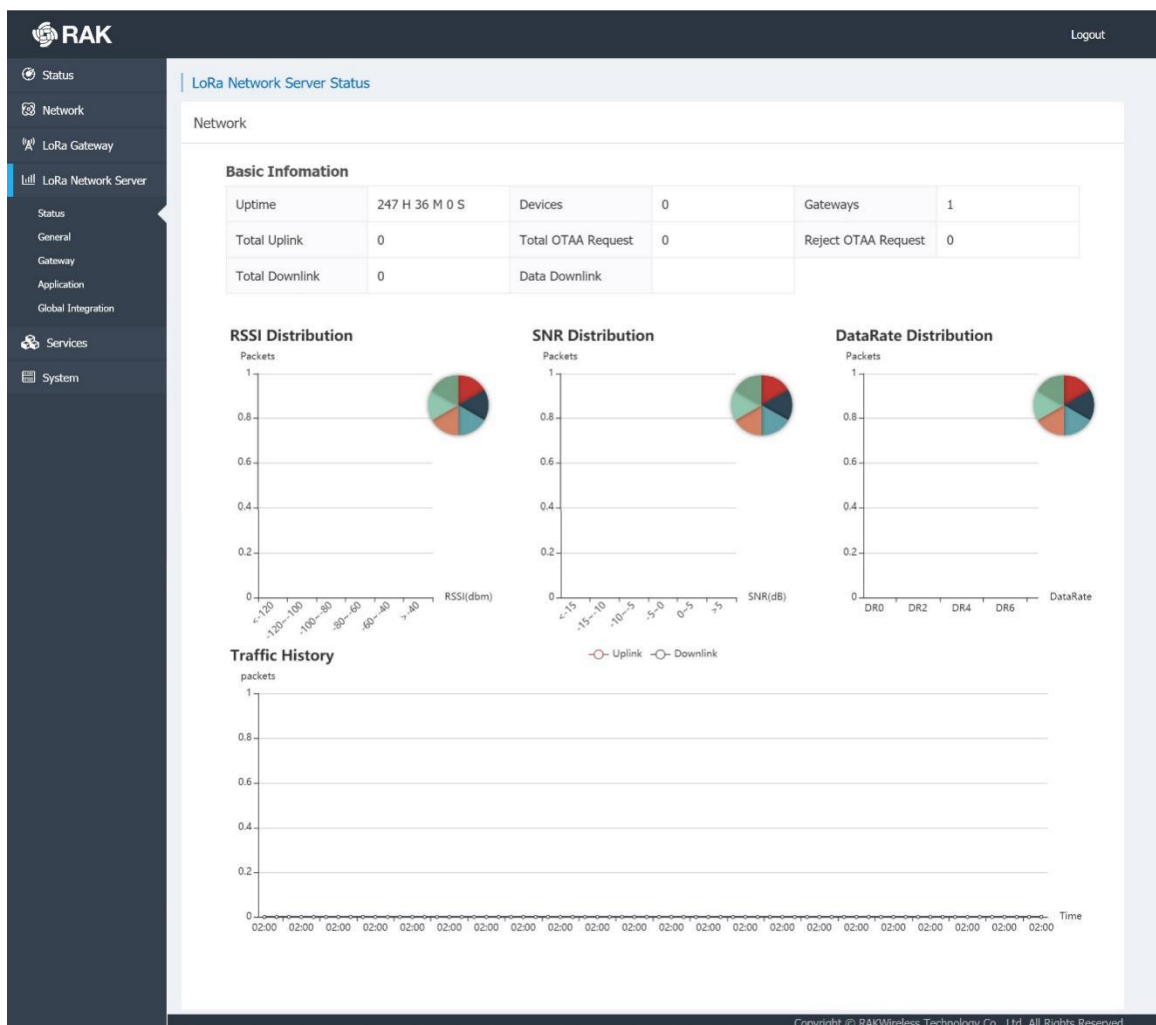 RAK
Logout
Status
Network
LoRa Gateway
LoRa Network Server
Status
General
Gateway
Application
Global Integration
Services
System
LoRa Network Server Status
Network
Basic Infomation
Uptime 247 H 36 M 0 S Devices 0 Gateways 1
Total Uplink 0 Total OTAA Request 0 Reject OTAA Request 0
Total Downlink 0 Data Downlink
RSSI Distribution
Packets
1
0.8
0.6
0.4
0.2
0
<-120 -120~-100 -100~-80 -80~-60 -60~-40 >-40
RSSI(dbm)
SNR Distribution
Packets
1
0.8
0.6
0.4
0.2
0
<-15 -15~-10 -10~-5 -5~0 0~5 >5
SNR(dB)
DataRate Distribution
Packets
1
0.8
0.6
0.4
0.2
0
DR0 DR2 DR4 DR6
DataRate
Traffic History
Uplink Downlink
packets
1
0.8
0.6
0.4
0.2
0
Time
02:00 02:00 02:00 02:00 02:00 02:00 02:00 02:00 02:00 02:00 02:00 02:00 02:00 02:00 02:00 02:00 02:00 02:00 02:00 02:00 02:00 02:00
Copyright © RAKWireless Technology Co., Ltd. All Rights Reserved